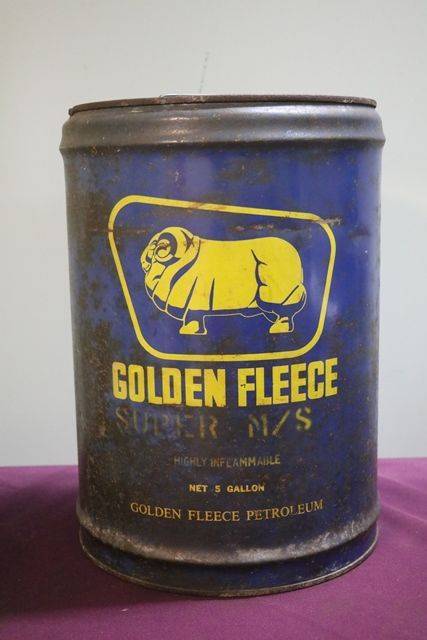 GOLDEN FLEECE
SUPER M/S
HIGHLY INFLAMMABLE
NET 5 GALLON
GOLDEN FLEECE PETROLEUM